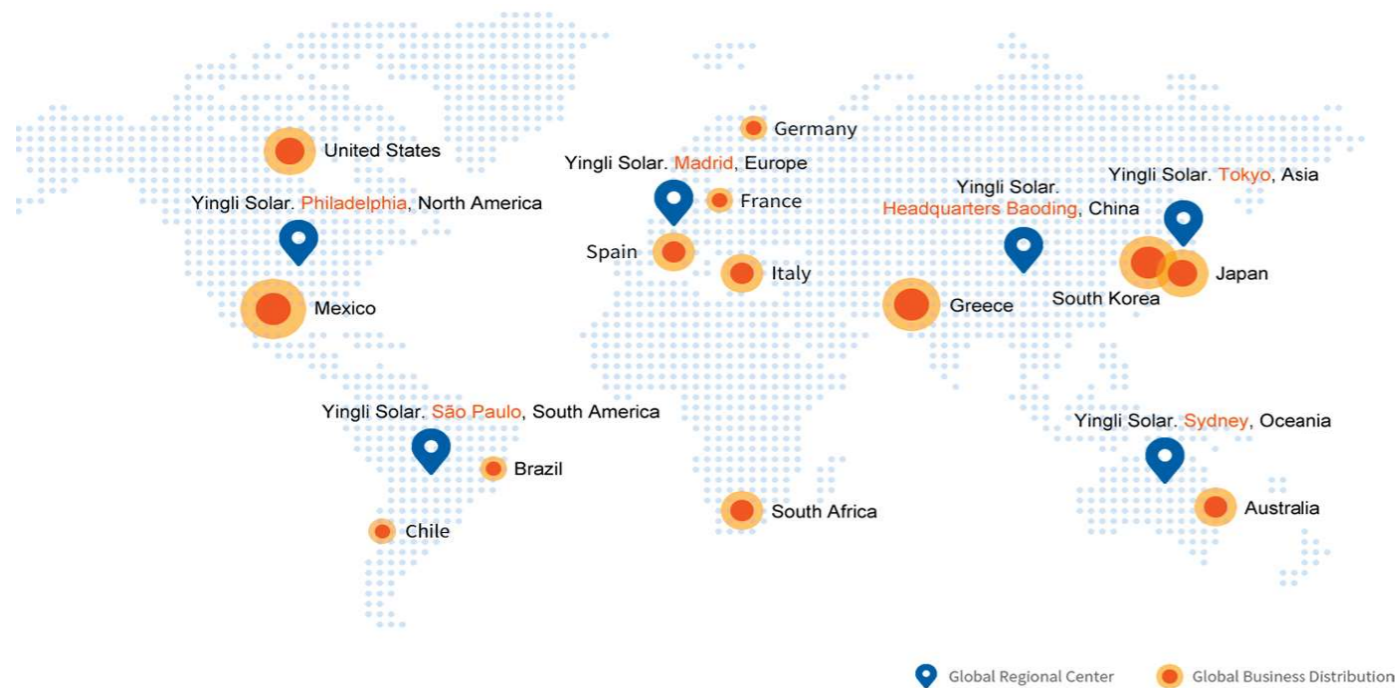 Germany
United States
Yingli Solar. Madrid, Europe
Yingli Solar. Tokyo, Asia
Yingli Solar.
Headquarters Baoding, China
Yingli Solar. Philadelphia, North America
France
Spain
Italy
Japan
South Korea
Greece
Mexico
Yingli Solar. São Paulo, South America
Yingli Solar. Sydney, Oceania
Brazil
South Africa
Australia
Chile
Global Regional Center
Global Business Distribution